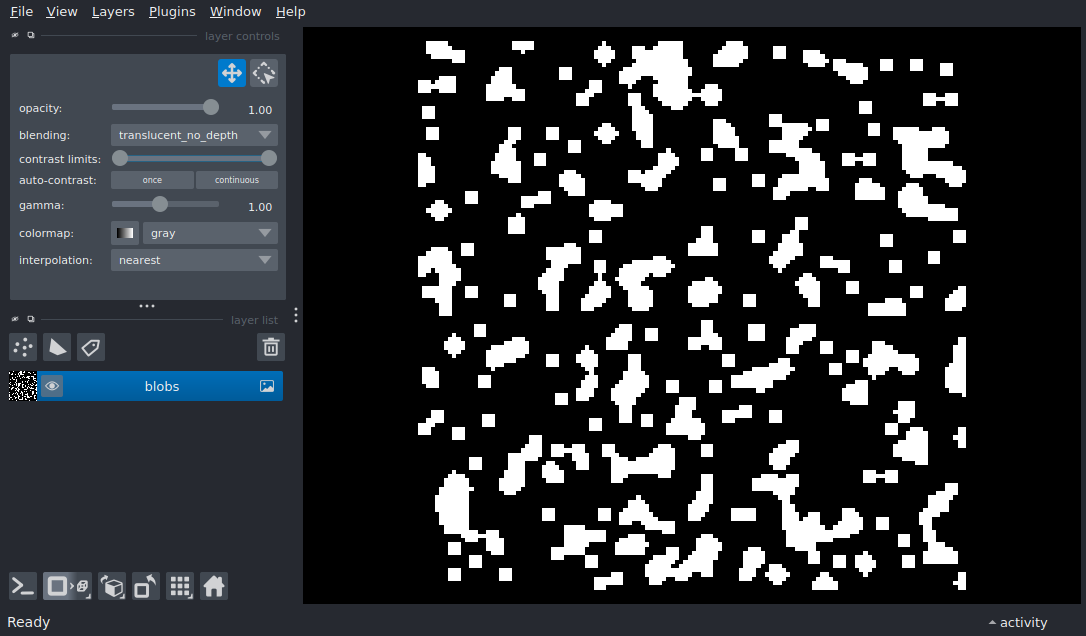 File View Layers Plugins Window Help
layer controls
opacity: 1.00
blending: translucent_no_depth
contrast limits:
auto-contrast: once continuous
gamma: 1.00
colormap: gray
interpolation: nearest
layer list
blobs
Ready activity